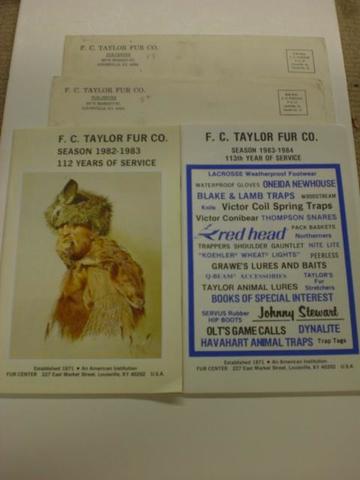 F. C. TAYLOR FUR CO.
F. C. TAYLOR FUR CO.
F. C. TAYLOR FUR CO.
SEASON 1982-1983
112 YEARS OF SERVICE
Established 1871 • An American Institution
FUR CENTER 227 East Market Street, Louisville, KY 40202 U.S.A.
F. C. TAYLOR FUR CO.
SEASON 1983-1984
113th YEAR OF SERVICE
LACROSSE Weatherproof Footwear
WATERPROOF GLOVES ONEIDA NEWHOUSE
BLAKE & LAMB TRAPS WOODSTREAM
Knife Victor Coil Spring Traps
Victor Conibear THOMPSON SNARES
red head PACK BASKETS
Northerners
TRAPPERS SHOULDER GAUNTLET NITE LITE
"KOEHLER" WHEAT LIGHTS" PEERLESS
GRAWE'S LURES AND BAITS
Q-BEAM ACCESSORIES TAYLOR'S
TAYLOR ANIMAL LURES Fur
Stretchers
BOOKS OF SPECIAL INTEREST
SERVUS Rubber
HIP BOOTS Johnny Stewart
OLT'S GAME CALLS DYNALITE
HAVAHART ANIMAL TRAPS Trap Tags
Established 1871 • An American Institution
FUR CENTER 227 East Market Street, Louisville, KY 40202 U.S.A.